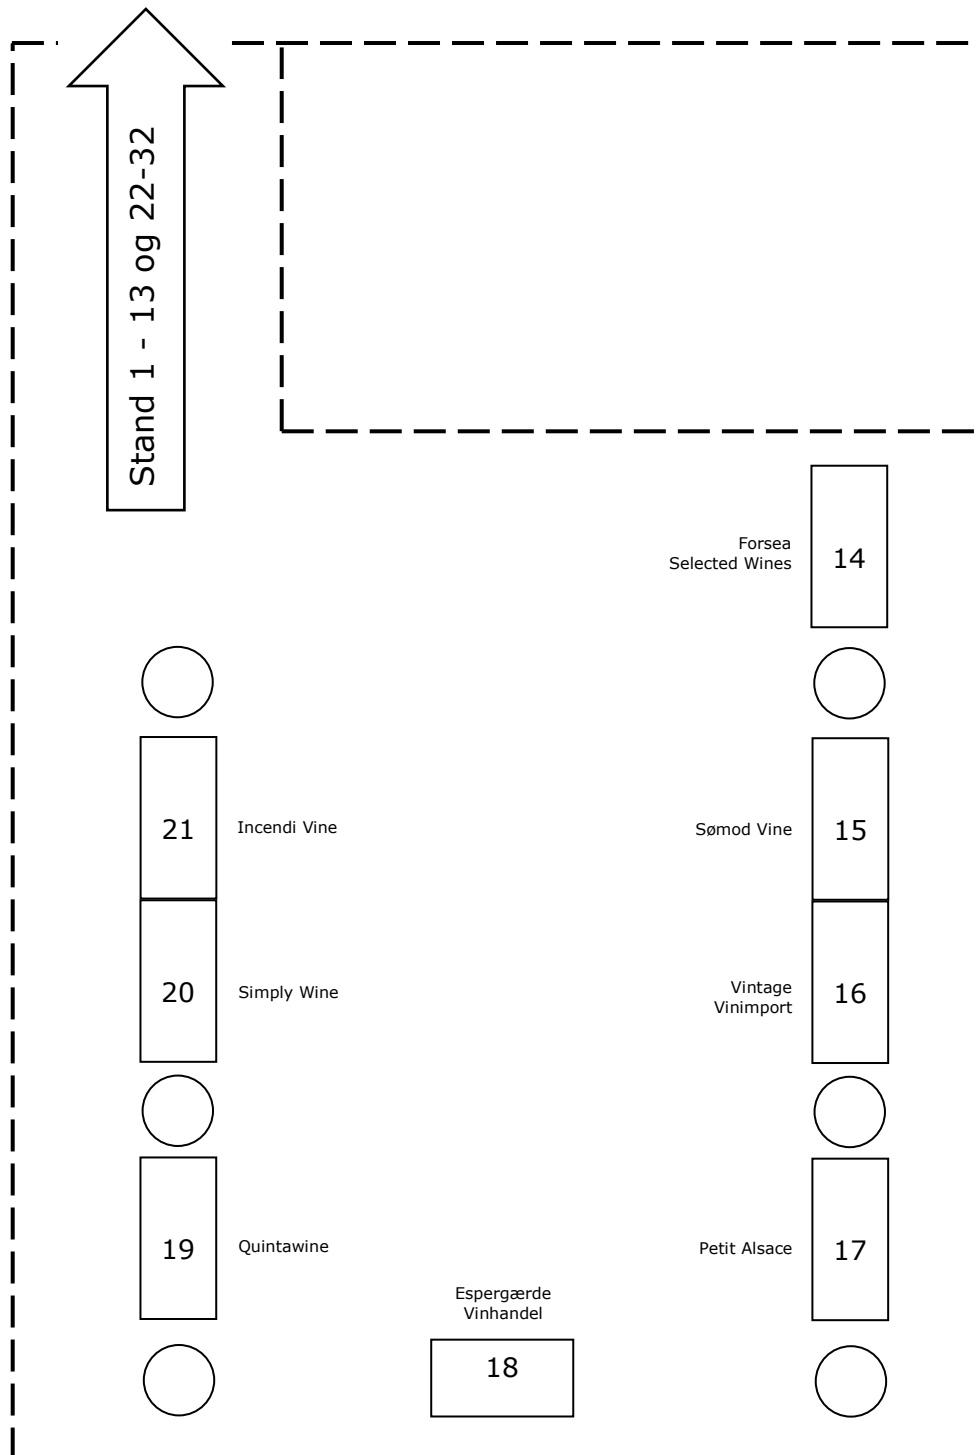 Stand 1 - 13 og 22-32
Forsea
Selected Wines
14
21
Incendi Vine
Sømod Vine
15
20
Simply Wine
Vintage
Vinimport
16
19
Quintawine
Petit Alsace
17
Espergærde
Vinhandel
18